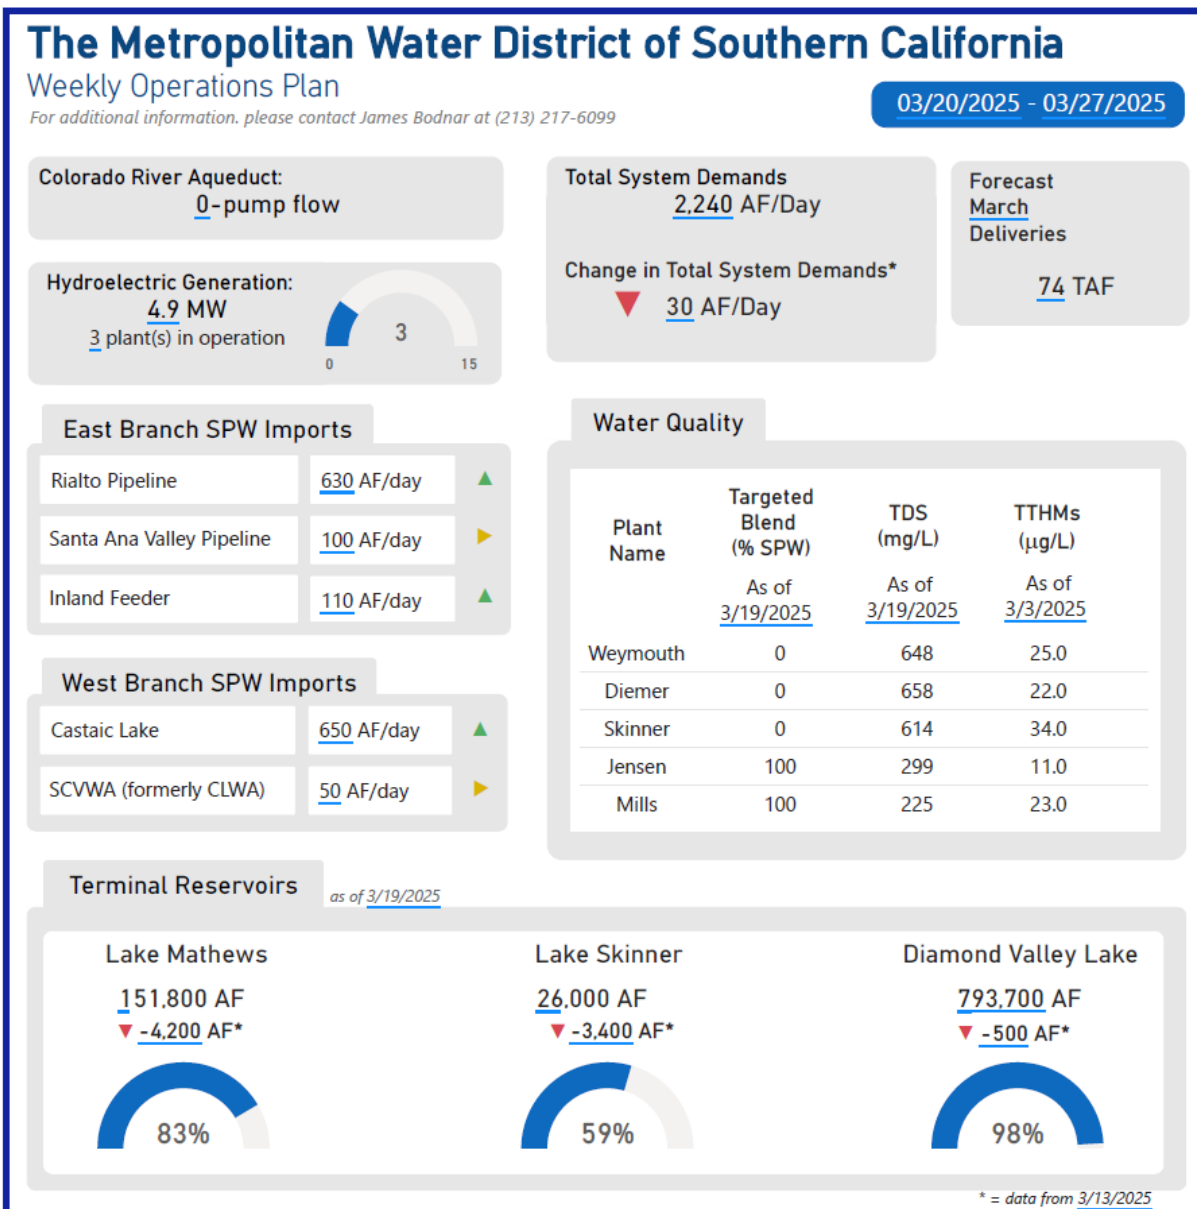 The Metropolitan Water District of Southern California
Weekly Operations Plan
For additional information. please contact James Bodnar at (213) 217-6099
03/20/2025 - 03/27/2025
Colorado River Aqueduct:
0-pump flow
Hydroelectric Generation:
4.9 MW
3 plant(s) in operation
3
0 15
Total System Demands
2,240 AF/Day
Change in Total System Demands*
30 AF/Day
Forecast
March
Deliveries
74 TAF
East Branch SPW Imports
Rialto Pipeline 630 AF/day
Santa Ana Valley Pipeline 100 AF/day
Inland Feeder 110 AF/day
West Branch SPW Imports
Castaic Lake 650 AF/day
SCVWA (formerly CLWA) 50 AF/day
Water Quality
Plant
Name
Targeted
Blend
(% SPW)
As of
3/19/2025
TDS
(mg/L)
As of
3/19/2025
TTHMs
(µg/L)
As of
3/3/2025
Weymouth 0 648 25.0
Diemer 0 658 22.0
Skinner 0 614 34.0
Jensen 100 299 11.0
Mills 100 225 23.0
Terminal Reservoirs as of 3/19/2025
Lake Mathews
151,800 AF
-4,200 AF*
83%
Lake Skinner
26,000 AF
-3,400 AF*
59%
Diamond Valley Lake
793,700 AF
-500 AF*
98%
* = data from 3/13/2025